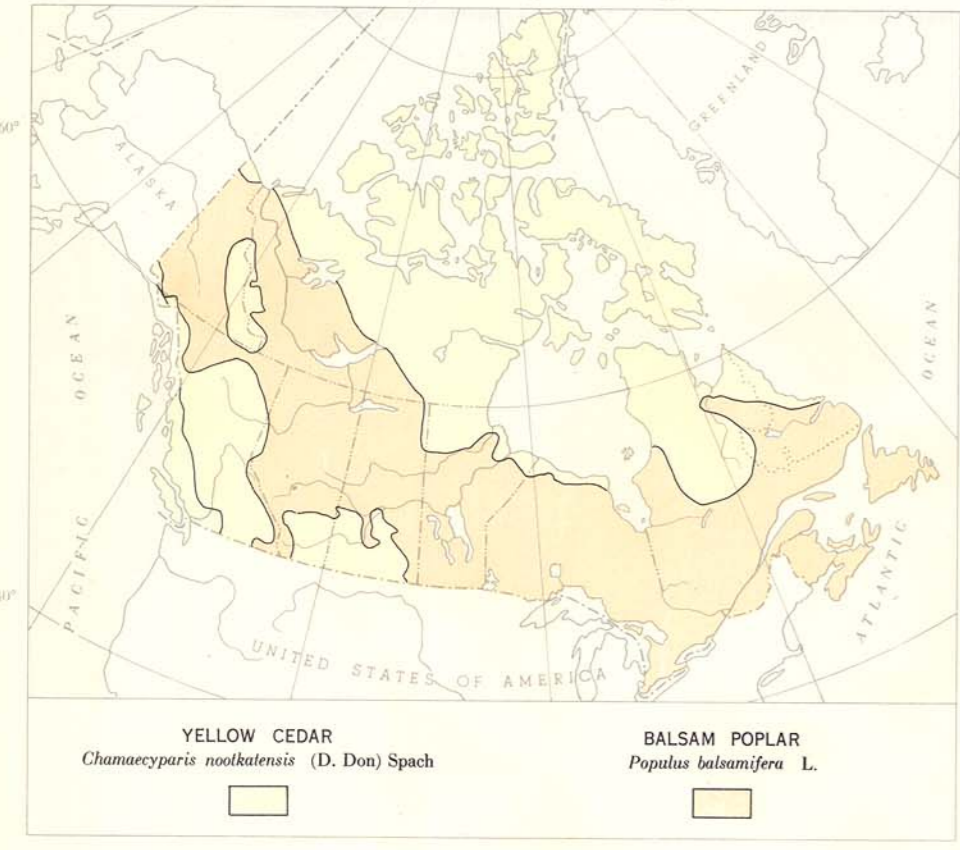 GREENLAND
60°
ALASKA
PACIFIC OCEAN
ATLANTIC OCEAN
UNITED STATES OF AMERICA
YELLOW CEDAR
Chamaecyparis nootkatensis (D. Don) Spach
BALSAM POPLAR
Populus balsamifera L.